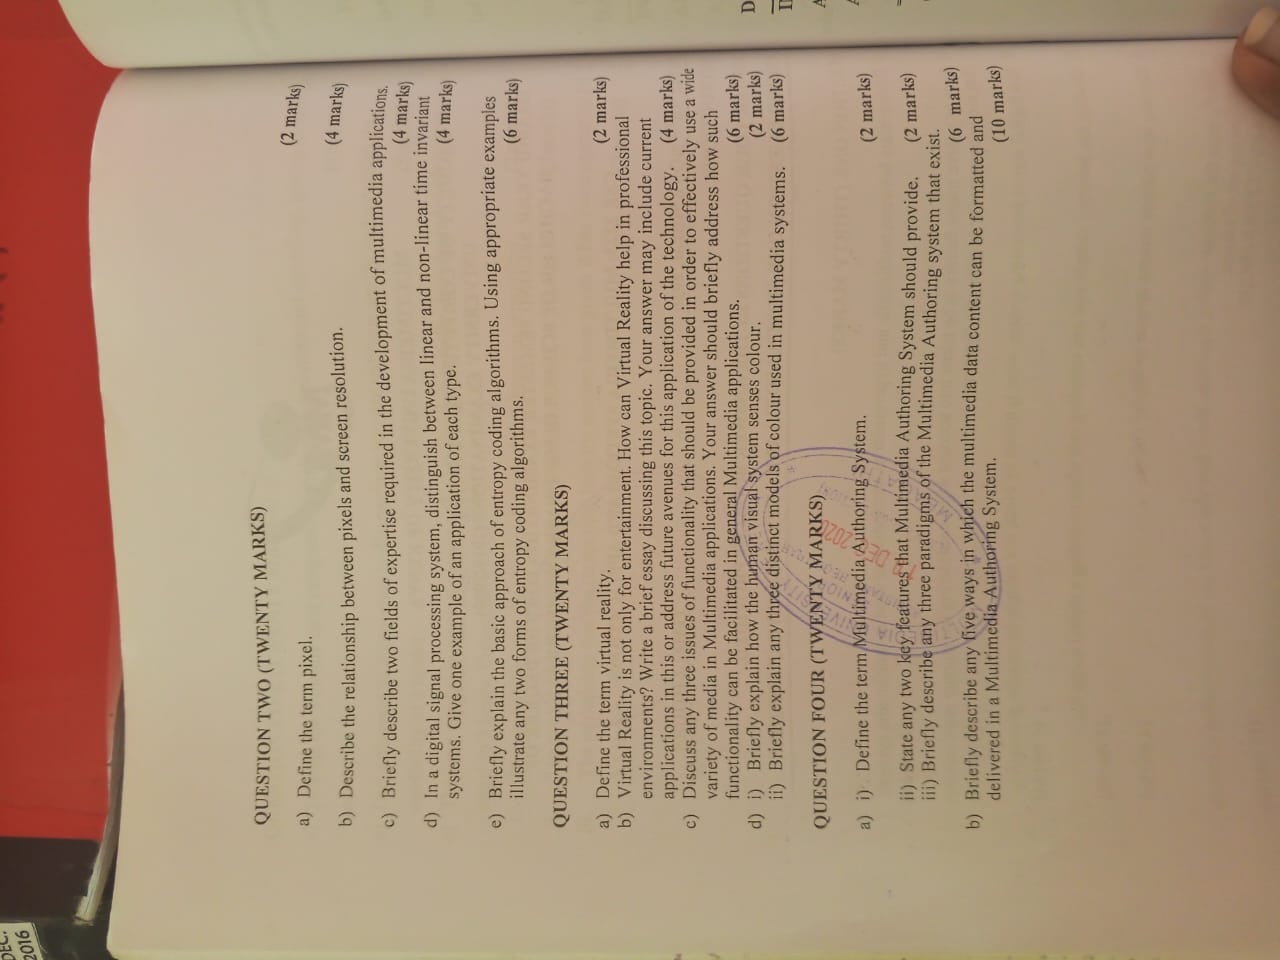 DEC.
2016
QUESTION TWO (TWENTY MARKS)
a) Define the term pixel. (2 marks)
b) Describe the relationship between pixels and screen resolution. (4 marks)
c) Briefly describe two fields of expertise required in the development of multimedia applications.
(4 marks)
d) In a digital signal processing system, distinguish between linear and non-linear time invariant
systems. Give one example of an application of each type. (4 marks)
e) Briefly explain the basic approach of entropy coding algorithms. Using appropriate examples
illustrate any two forms of entropy coding algorithms. (6 marks)
QUESTION THREE (TWENTY MARKS)
a) Define the term virtual reality. (2 marks)
b) Virtual Reality is not only for entertainment. How can Virtual Reality help in professional
environments? Write a brief essay discussing this topic. Your answer may include current
applications in this or address future avenues for this application of the technology. (4 marks)
c) Discuss any three issues of functionality that should be provided in order to effectively use a wide
variety of media in Multimedia applications. Your answer should briefly address how such
functionality can be facilitated in general Multimedia applications. (6 marks)
d) i) Briefly explain how the human visual system senses colour. (2 marks)
ii) Briefly explain any three distinct models of colour used in multimedia systems. (6 marks)
QUESTION FOUR (TWENTY MARKS)
a) i) Define the term Multimedia Authoring System. (2 marks)
ii) State any two key features that Multimedia Authoring System should provide. (2 marks)
iii) Briefly describe any three paradigms of the Multimedia Authoring system that exist.
(6 marks)
b) Briefly describe any five ways in which the multimedia data content can be formatted and
delivered in a Multimedia Authoring System. (10 marks)
DEC 2020